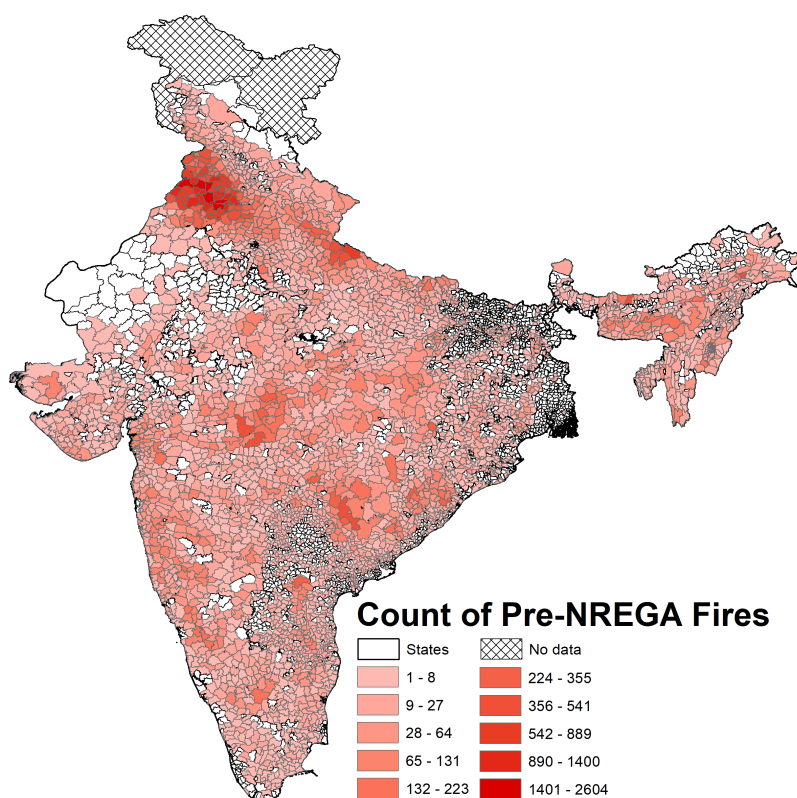 Count of Pre-NREGA Fires
States
No data
1 - 8
224 - 355
9 - 27
356 - 541
28 - 64
542 - 889
65 - 131
890 - 1400
132 - 223
1401 - 2604